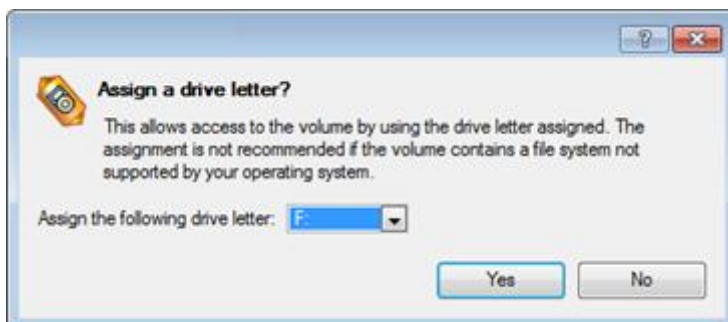 Assign a drive letter?
This allows access to the volume by using the drive letter assigned. The
assignment is not recommended if the volume contains a file system not
supported by your operating system.
Assign the following drive letter: F:
Yes No